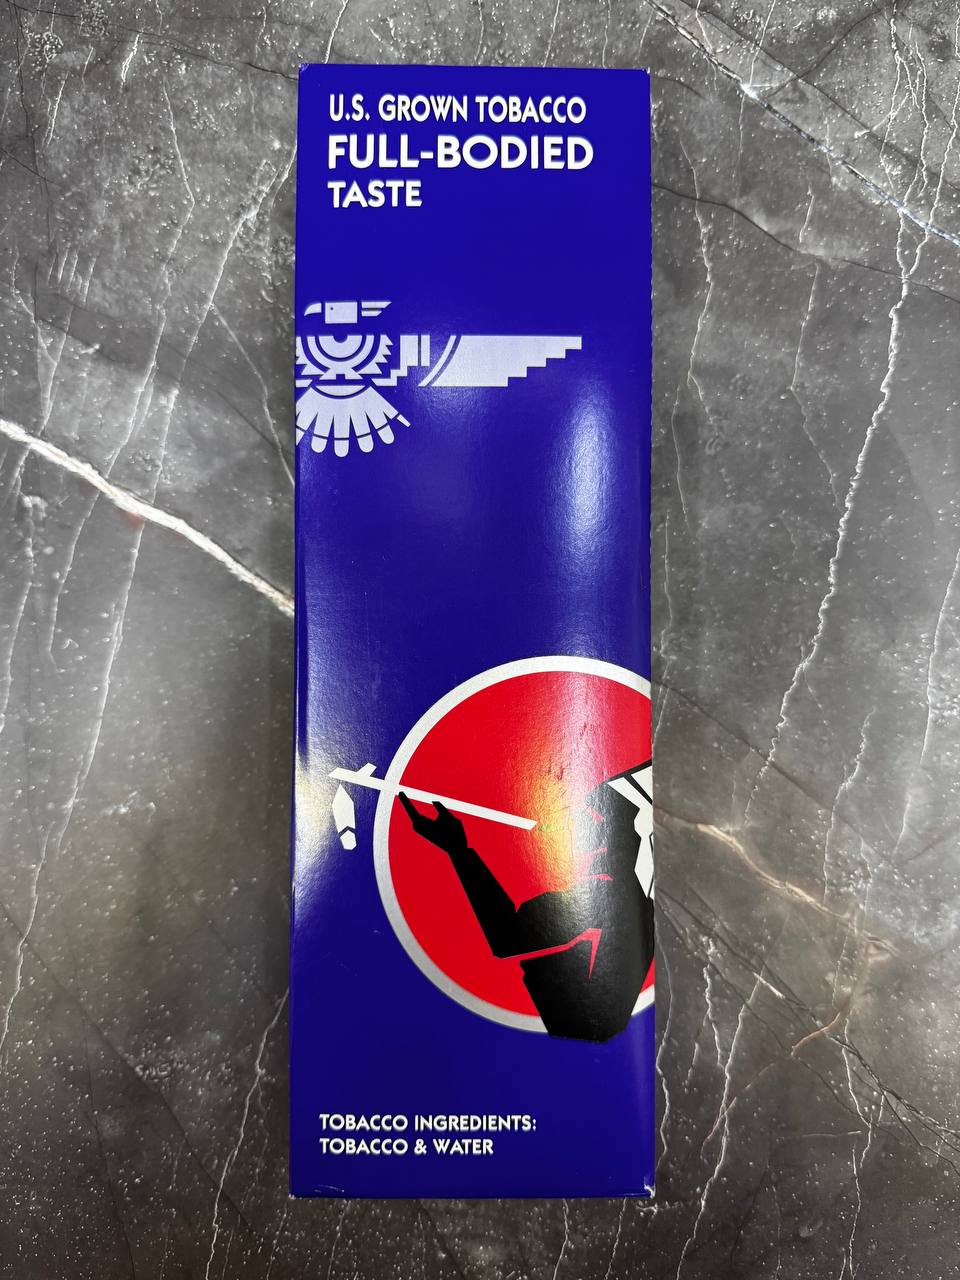 U.S. GROWN TOBACCO
FULL-BODIED
TASTE
TOBACCO INGREDIENTS:
TOBACCO & WATER